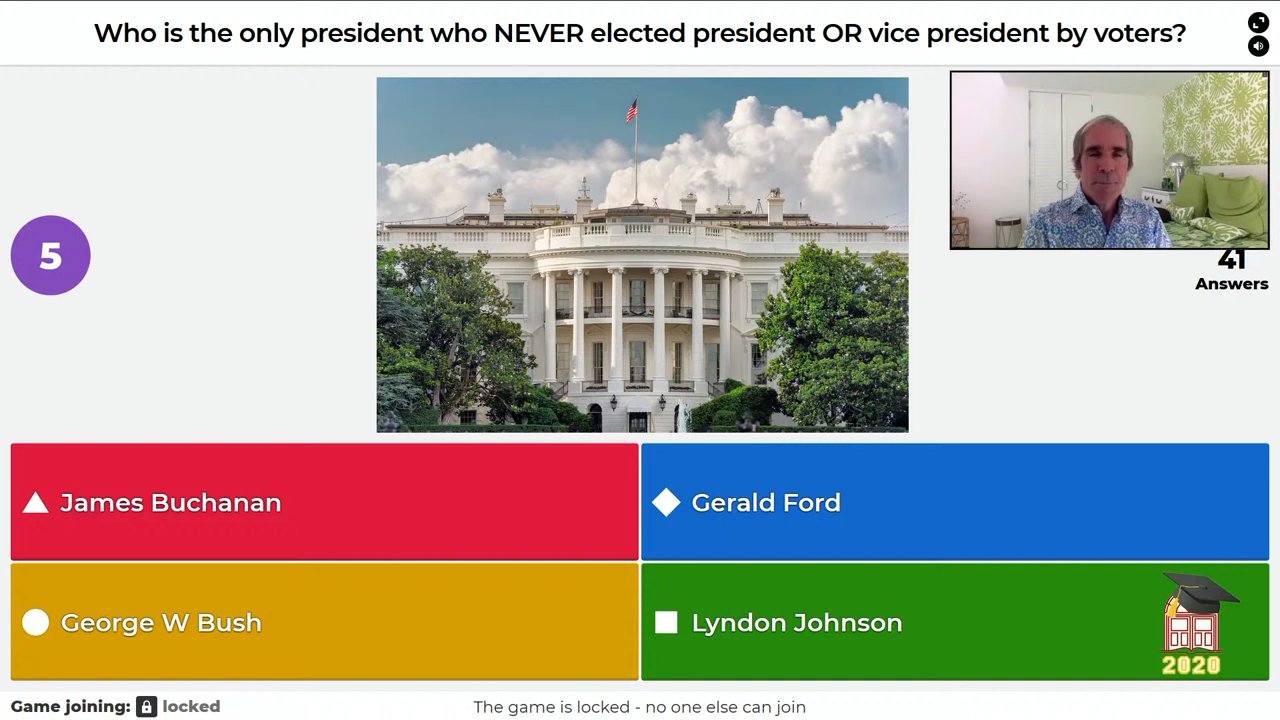 Who is the only president who NEVER elected president OR vice president by voters?
5
41
Answers
James Buchanan
Gerald Ford
George W Bush
Lyndon Johnson
2020
Game joining: locked
The game is locked - no one else can join